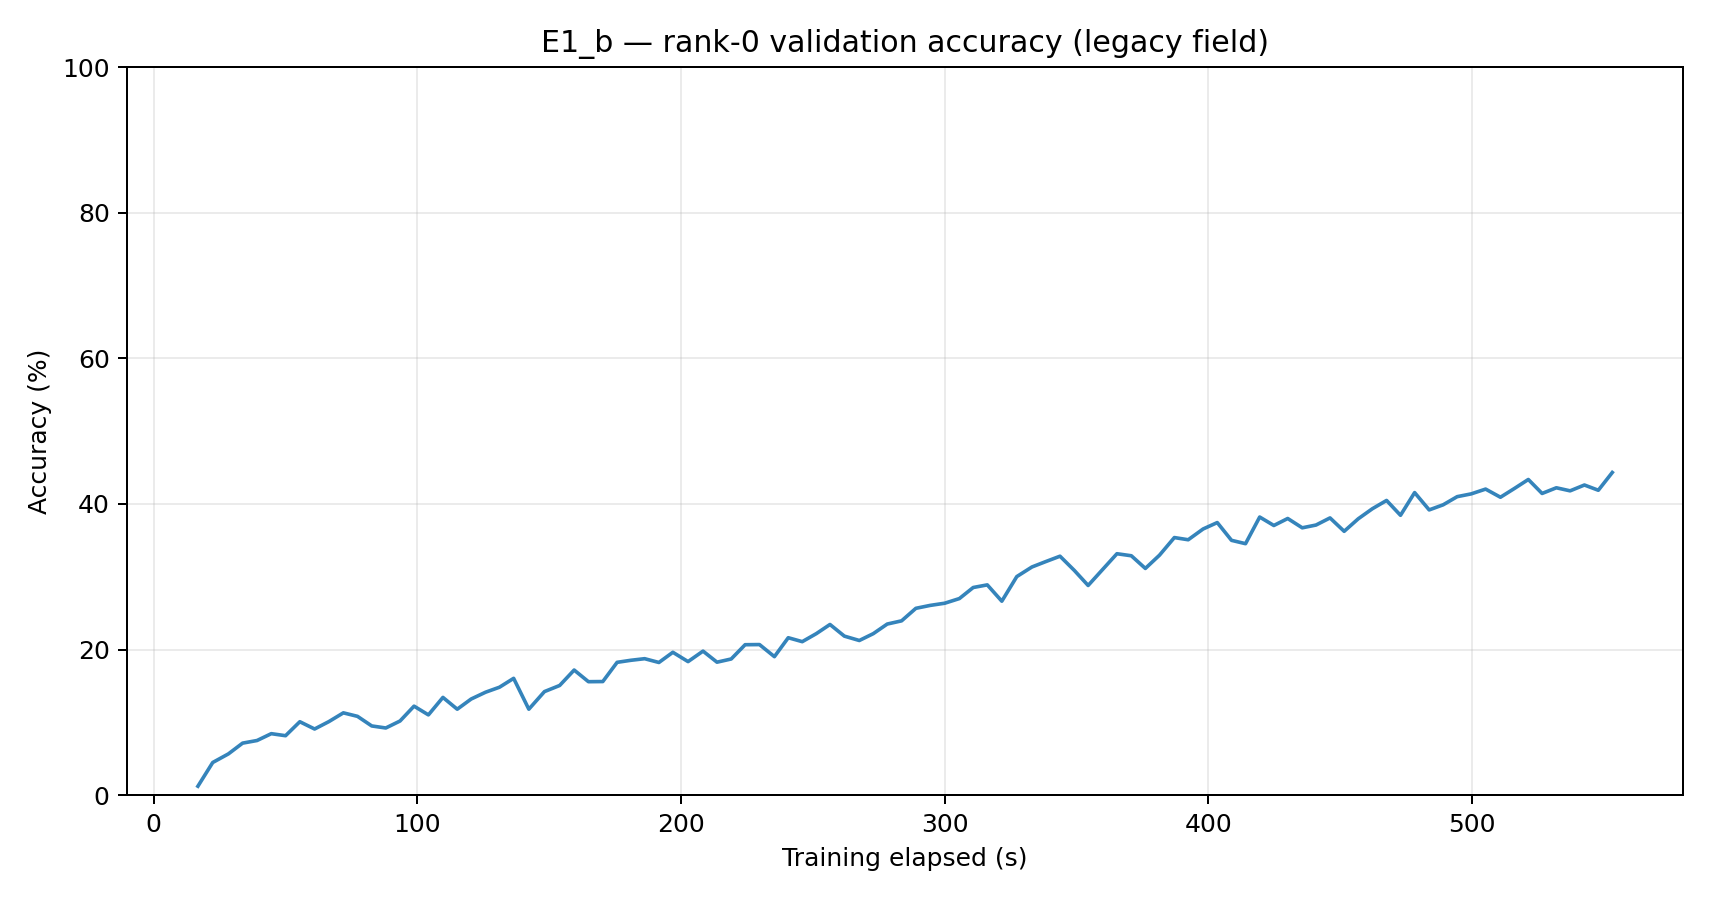 E1_b — rank-0 validation accuracy (legacy field)
100
80
60
40
20
0
Accuracy (%)
0 100 200 300 400 500
Training elapsed (s)